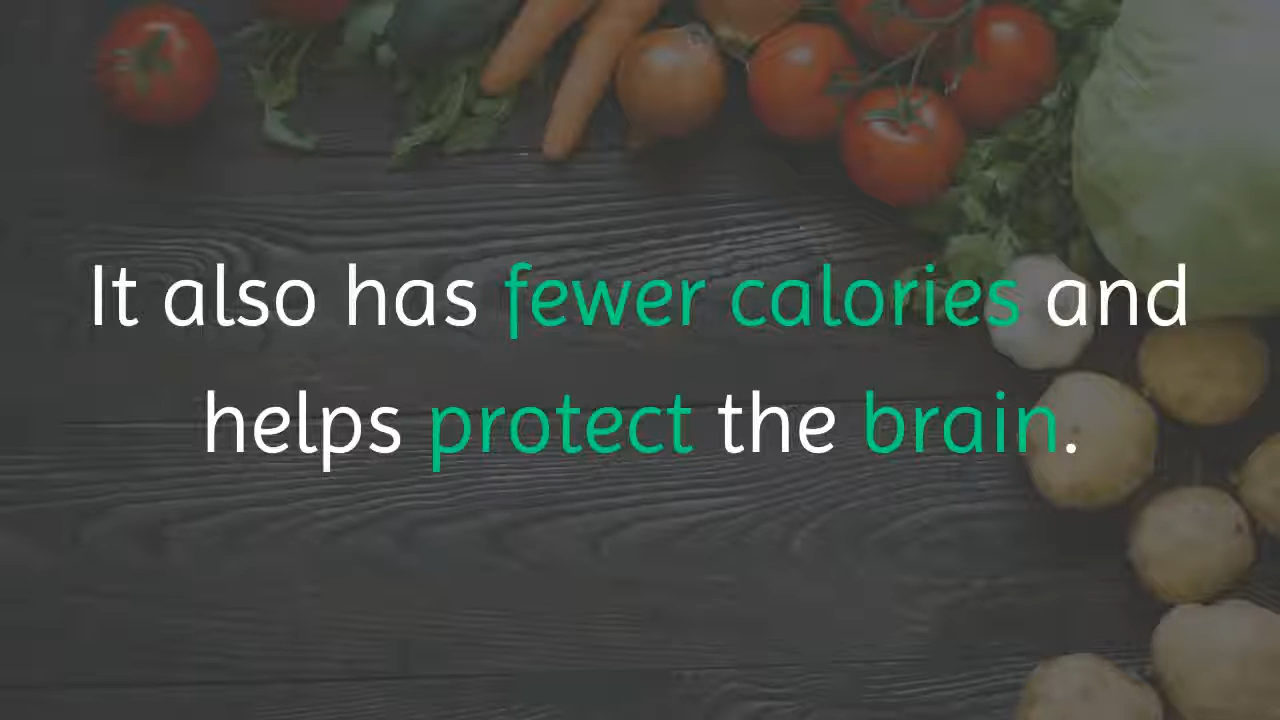 It also has fewer calories and
helps protect the brain.